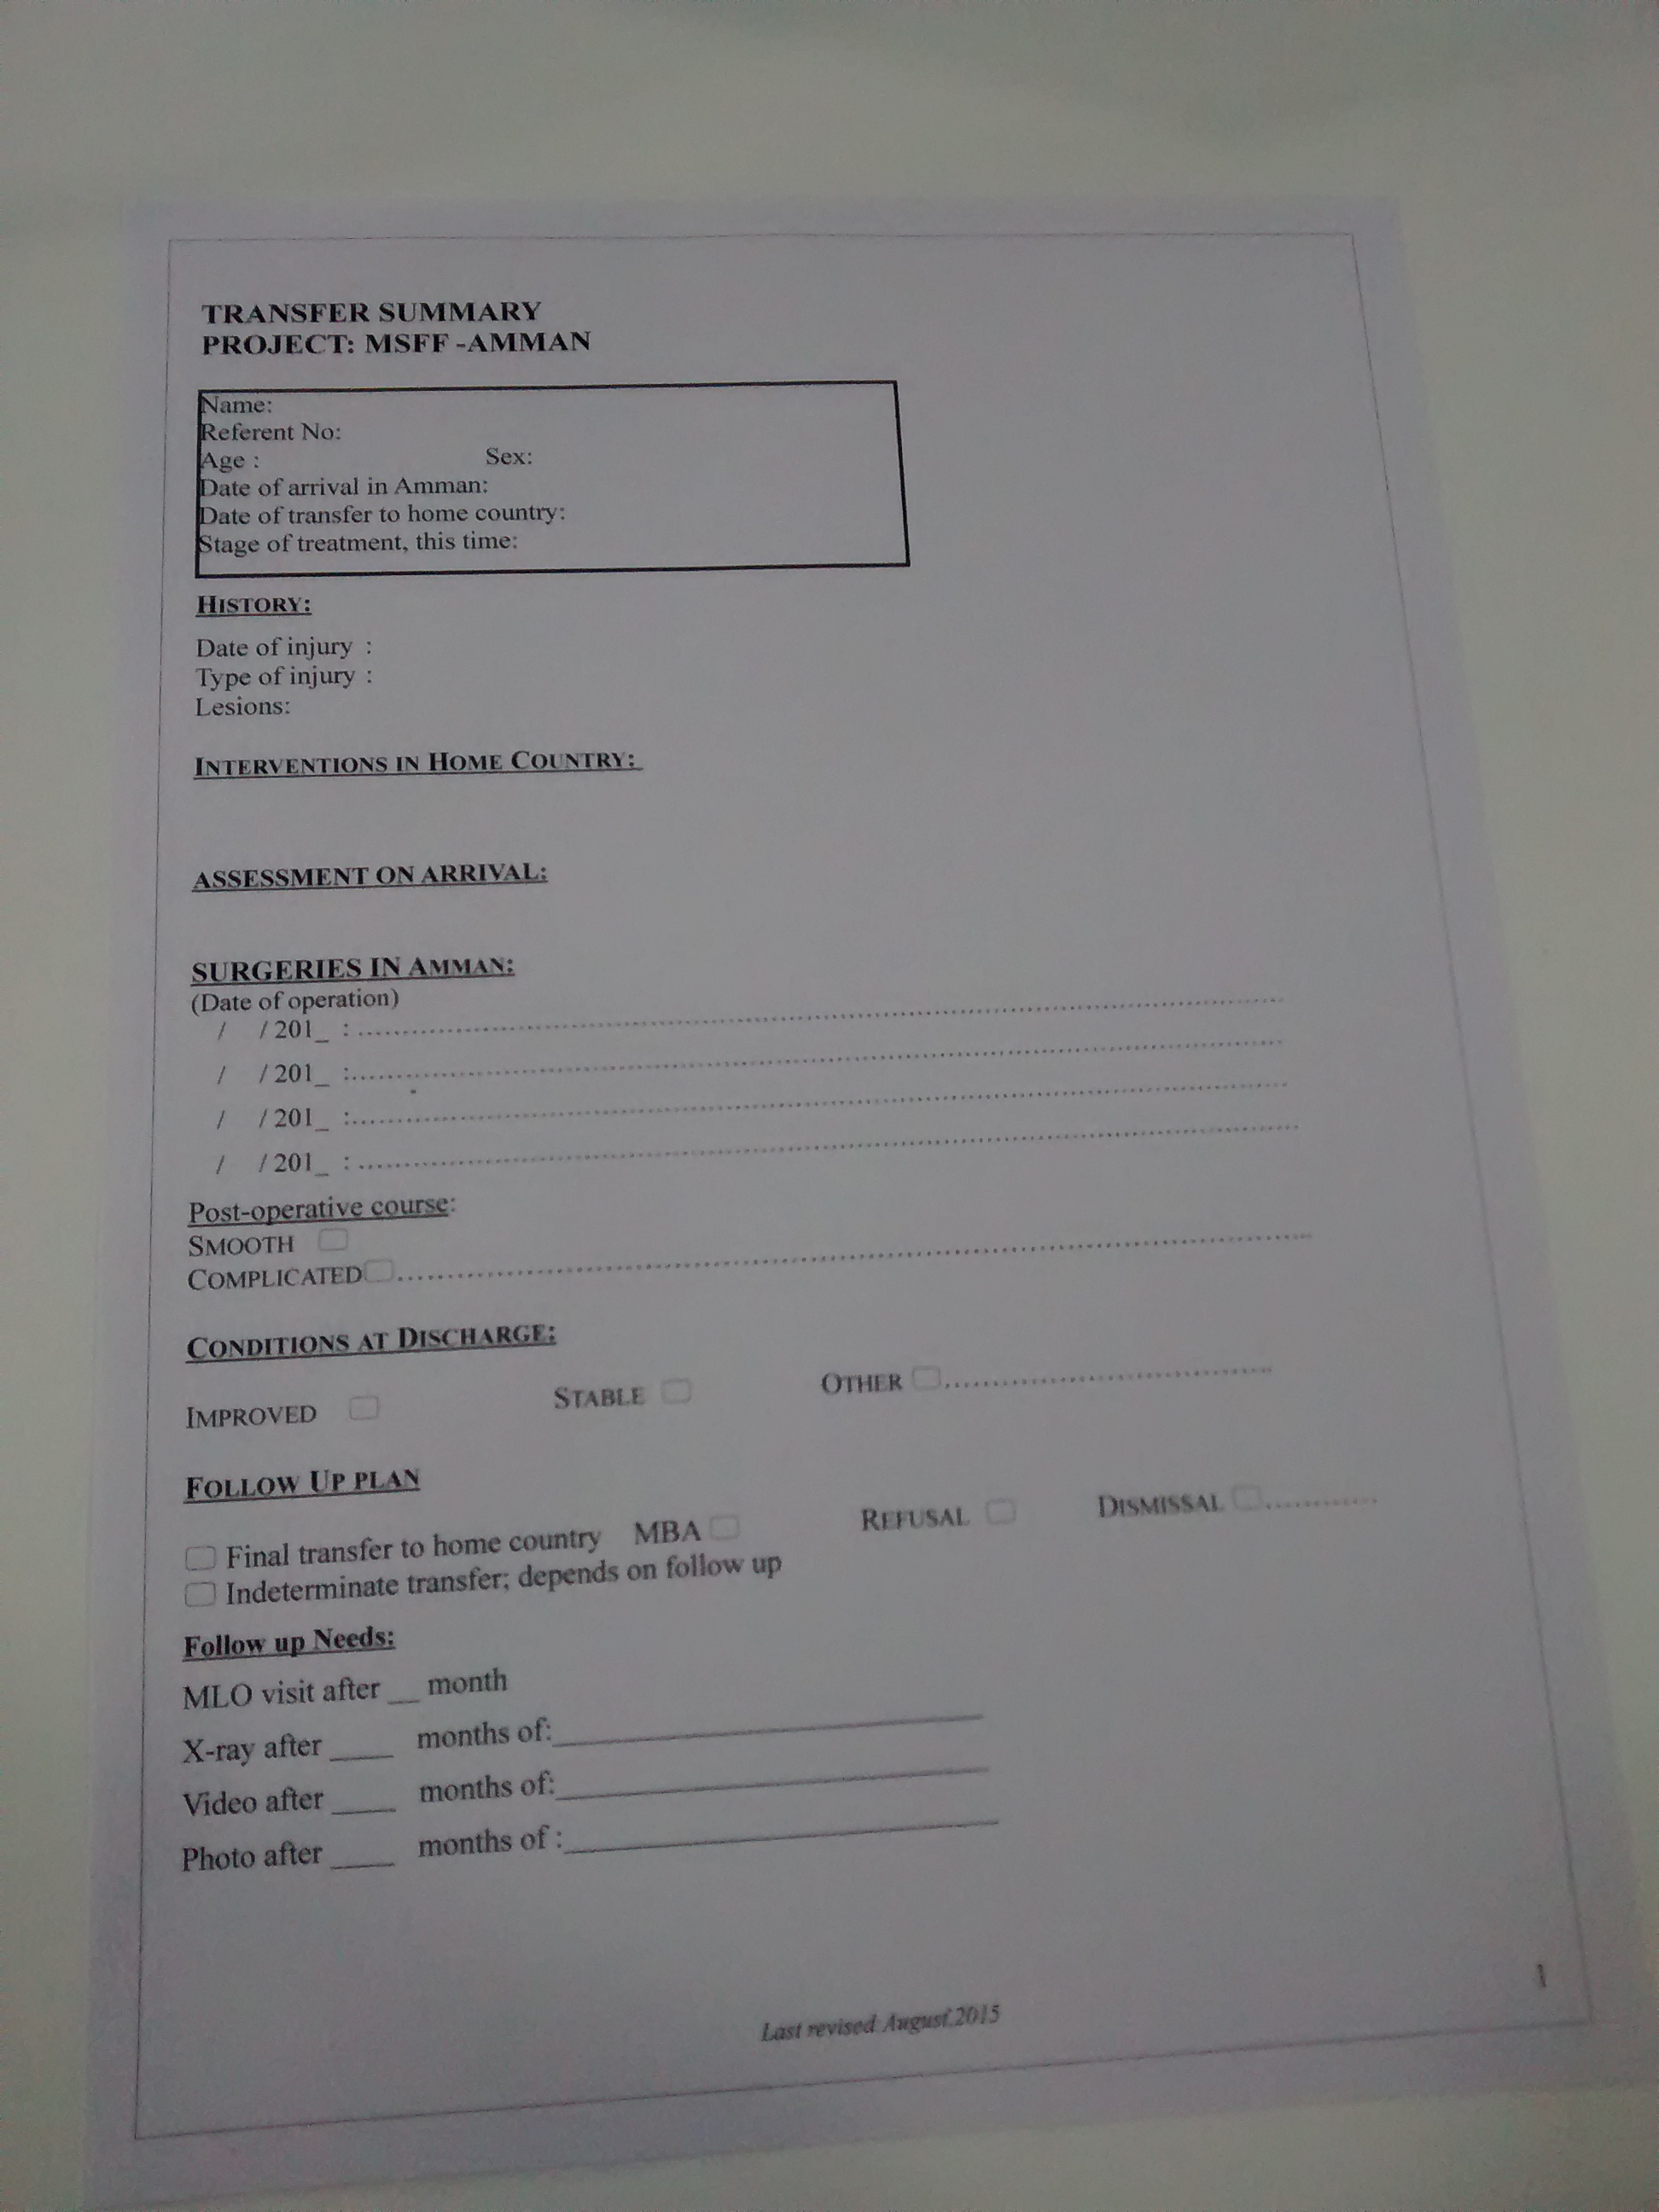 TRANSFER SUMMARY
PROJECT: MSFF -AMMAN
Name:
Referent No:
Age : Sex:
Date of arrival in Amman:
Date of transfer to home country:
Stage of treatment, this time:
HISTORY:
Date of injury :
Type of injury :
Lesions:
INTERVENTIONS IN HOME COUNTRY:
ASSESSMENT ON ARRIVAL:
SURGERIES IN AMMAN:
(Date of operation)
/ / 201_ :..........................................................
/ / 201_ :..........................................................
/ / 201_ :..........................................................
/ / 201_ :..........................................................
Post-operative course:
SMOOTH ☐
COMPLICATED ☐..........................................................
CONDITIONS AT DISCHARGE:
IMPROVED ☐ STABLE ☐ OTHER ☐....................................
FOLLOW UP PLAN
☐ Final transfer to home country MBA ☐ REFUSAL ☐ DISMISSAL ☐............
☐ Indeterminate transfer; depends on follow up
Follow up Needs:
MLO visit after __ month
X-ray after ____ months of:__________________________
Video after ____ months of:__________________________
Photo after ____ months of :__________________________
1
Last revised August.2015